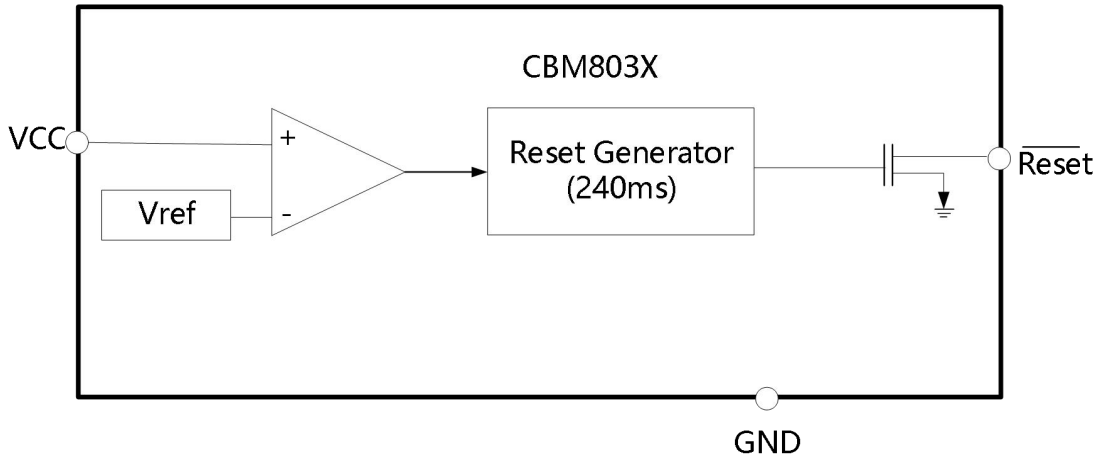 CBM803X
VCC
+
Reset Generator
(240ms)
Reset
Vref
-
GND